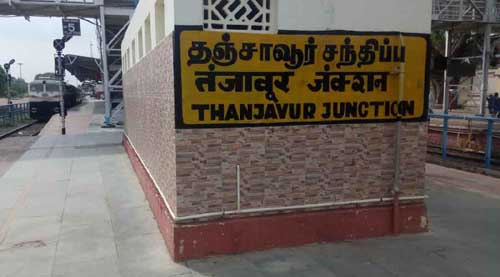 தஞ்சாவூர் சந்திப்பு
तंजावूर जंक्शन
THANJAVUR JUNCTION